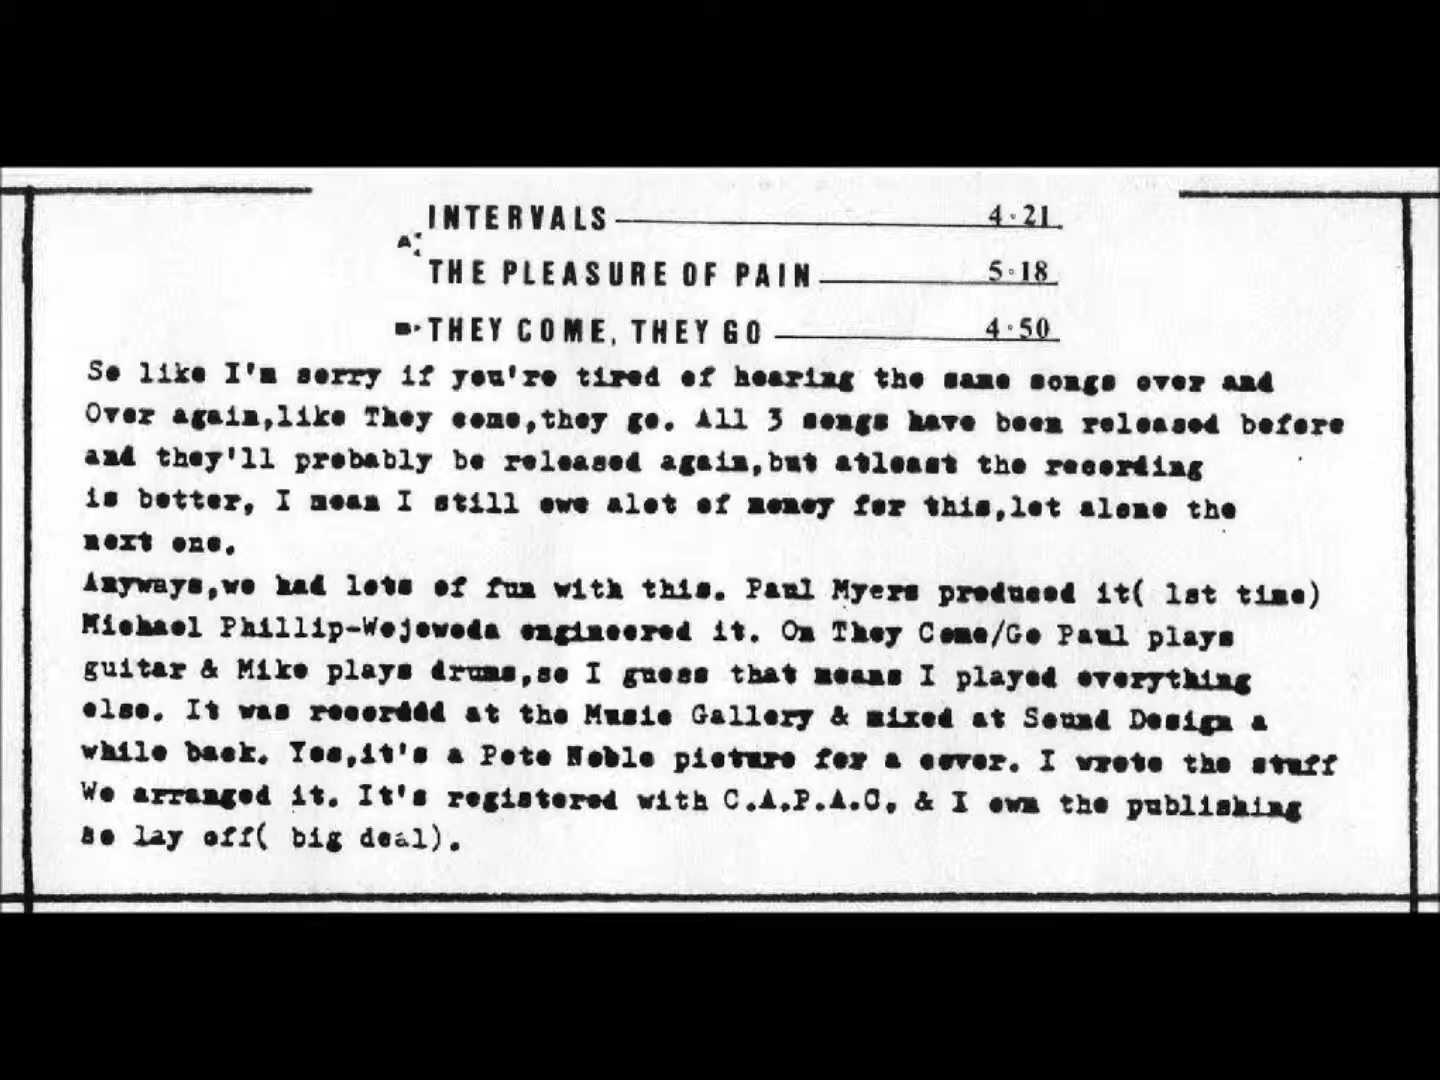 INTERVALS 4·21
A:
THE PLEASURE OF PAIN 5·18
B· THEY COME, THEY GO 4·50
So like I'm sorry if you're tired of hearing the same songs over and
Over again,like They come,they go. All 3 songs have been released before
and they'll probably be released again,but atleast the recording
is better, I mean I still owe alot of money for this,let alone the
next one.
Anyways,we had lots of fun with this. Paul Myers produced it( 1st time)
Michael Phillip-Wojewoda engineered it. On They Come/Go Paul plays
guitar & Mike plays drums,so I guess that means I played everything
else. It was recorddd at the Music Gallery & mixed at Sound Design a
while back. Yes,it's a Pete Noble picture for a cover. I wrote the stuff
We arranged it. It's registered with C.A.P.A.C, & I own the publishing
so lay off( big deal).